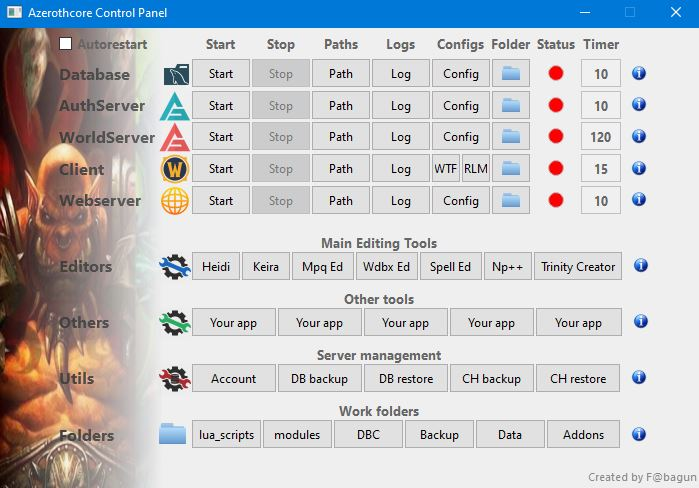 Azerothcore Control Panel
Autorestart Start Stop Paths Logs Configs Folder Status Timer
Database Start Stop Path Log Config 10
AuthServer Start Stop Path Log Config 10
WorldServer Start Stop Path Log Config 120
Client W Start Stop Path Log WTF RLM 15
Webserver Start Stop Path Log Config 10
Main Editing Tools
Editors Heidi Keira Mpq Ed Wdbx Ed Spell Ed Np++ Trinity Creator
Other tools
Others Your app Your app Your app Your app Your app
Server management
Utils Account DB backup DB restore CH backup CH restore
Work folders
Folders lua_scripts modules DBC Backup Data Addons
Created by F@bagun